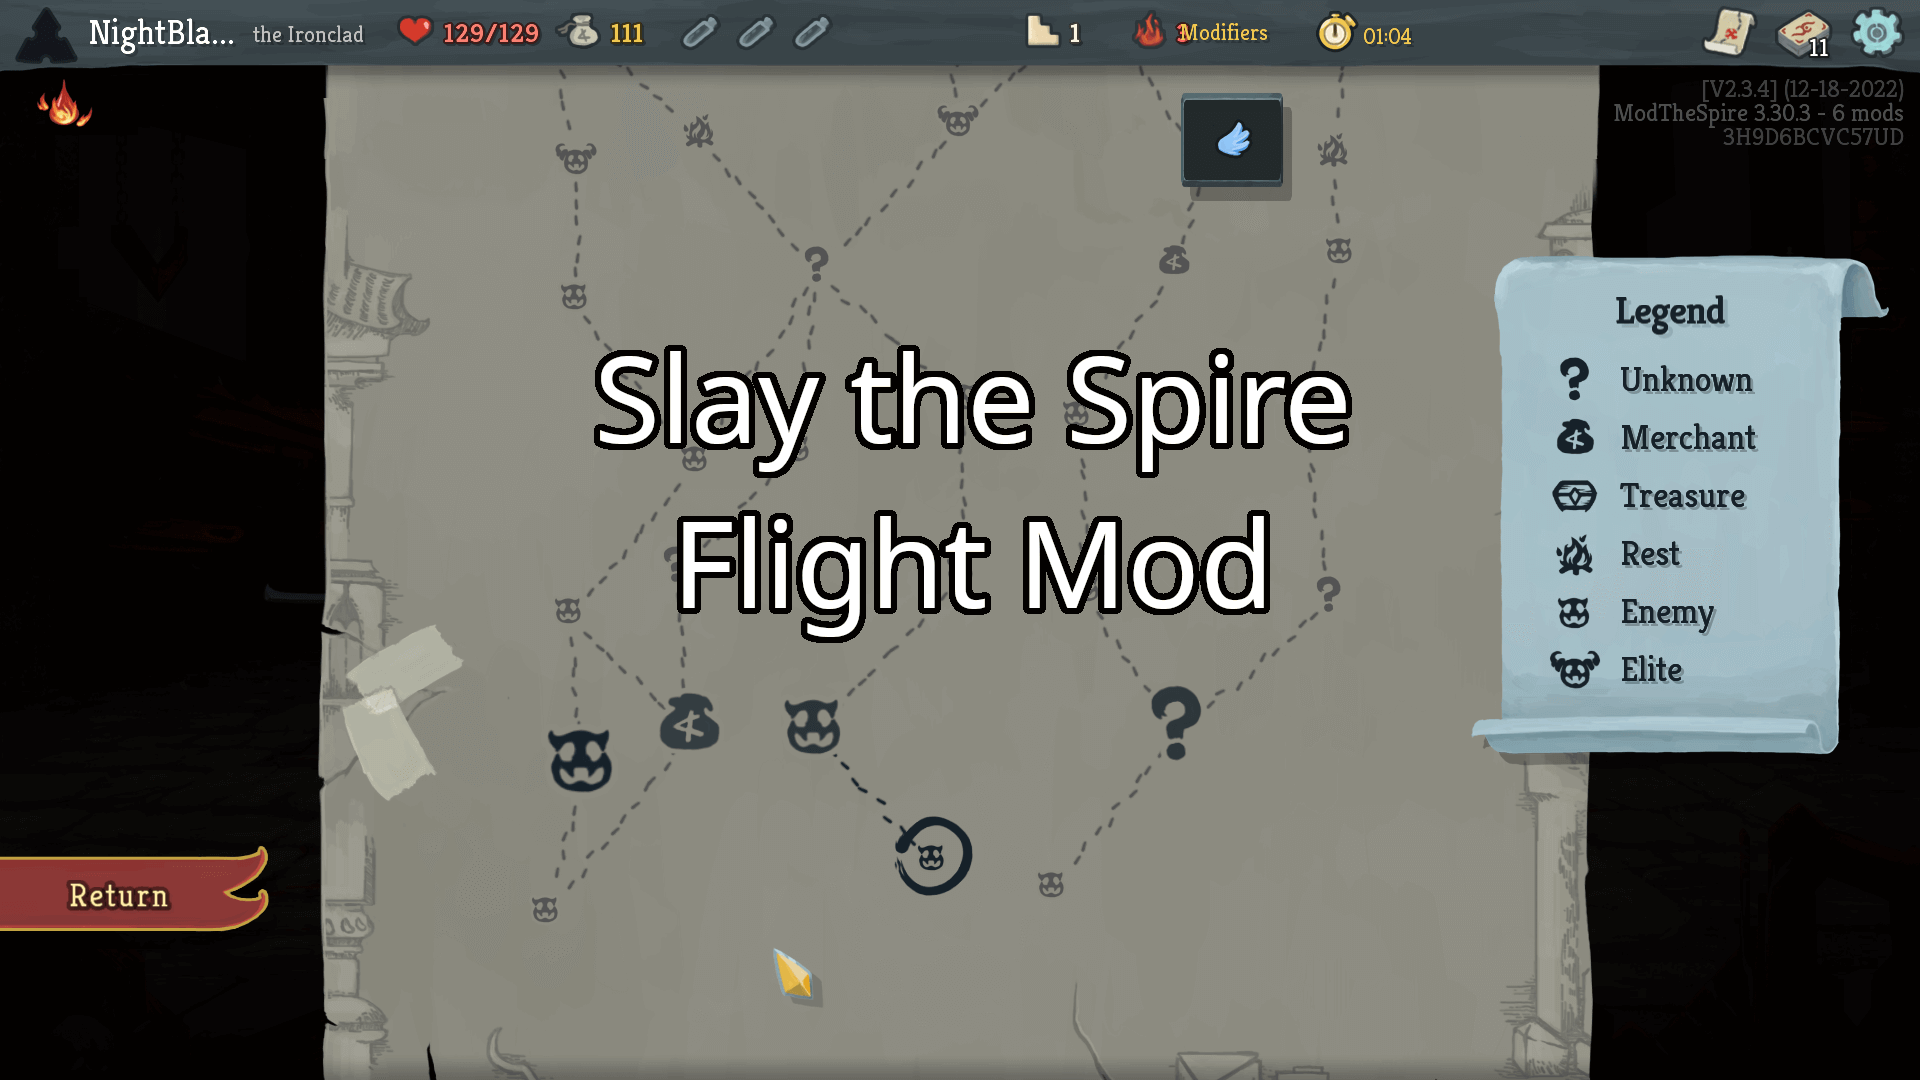 NightBla... the Ironclad 129/129 111 1 Modifiers 01:04
11
[V2.3.4] (12-18-2022)
ModTheSpire 3.30.3 - 6 mods
3H9D6BCVC57UD
Legend
Unknown
Merchant
Treasure
Rest
Enemy
Elite
Slay the Spire
Flight Mod
Return